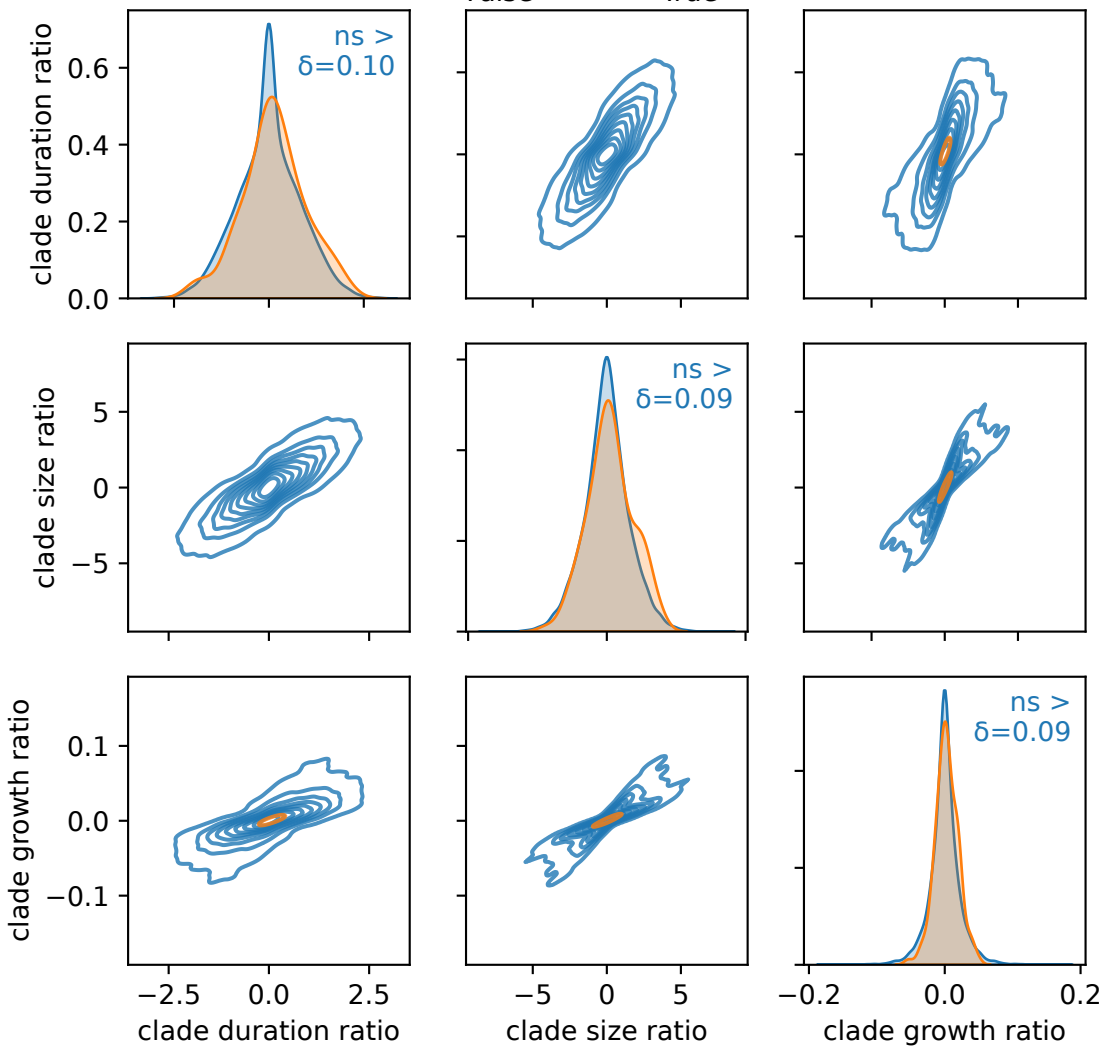 clade duration ratio
0.6
0.4
0.2
0.0
ns >
δ=0.10
clade size ratio
5
0
−5
ns >
δ=0.09
clade growth ratio
0.1
0.0
−0.1
ns >
δ=0.09
−2.5 0.0 2.5
clade duration ratio
−5 0 5
clade size ratio
−0.2 0.0 0.2
clade growth ratio